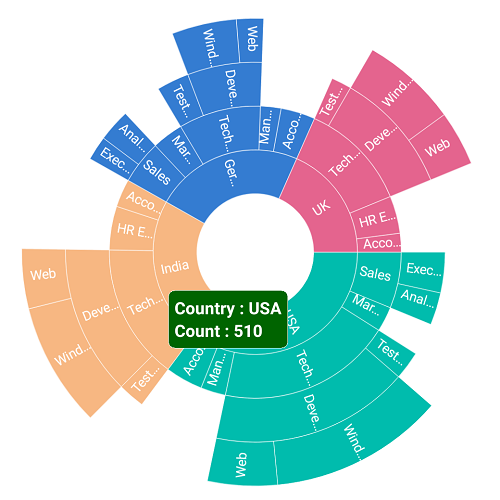 Web
Wind...
Deve...
Test...
Tech...
Man...
Acco...
Mar...
Sales
Anal...
Exec...
Ger...
Test...
Wind...
Web
Deve...
Tech...
HR E...
Acco...
UK
Acco...
HR E...
India
Web
Deve...
Tech...
Wind...
Test...
Country : USA
Count : 510
USA
Sales
Exec...
Anal...
Mar...
Test...
Tech...
Acco...
Man...
Deve...
Wind...
Web